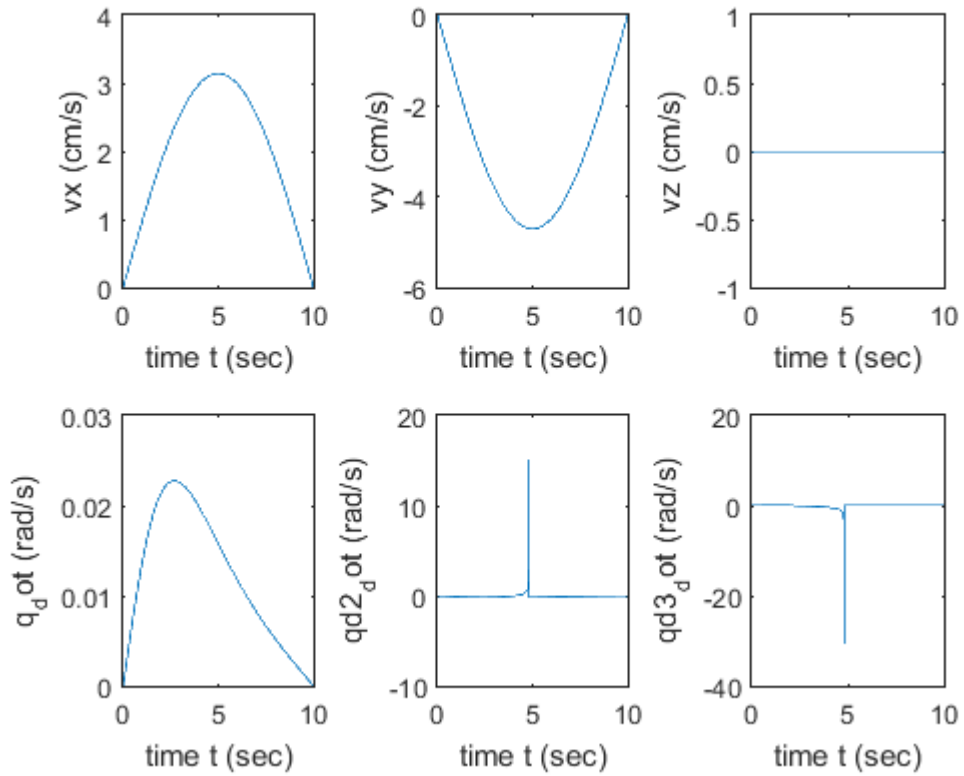 4
3
2
1
0
vx (cm/s)
0 5 10
time t (sec)
0
-2
-4
-6
vy (cm/s)
0 5 10
time t (sec)
1
0.5
0
-0.5
-1
vz (cm/s)
0 5 10
time t (sec)
0.03
0.02
0.01
0
q_dot (rad/s)
0 5 10
time t (sec)
20
10
0
-10
qd2_dot (rad/s)
0 5 10
time t (sec)
20
0
-20
-40
qd3_dot (rad/s)
0 5 10
time t (sec)